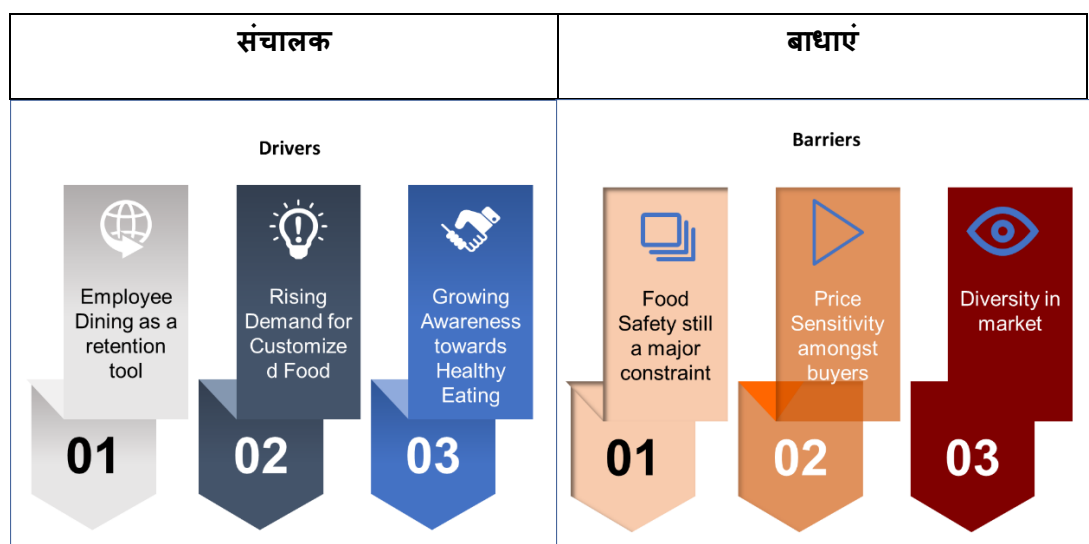 संचालक
बाधाएं
Drivers
Employee
Dining as a
retention
tool
01
Rising
Demand for
Customize
d Food
02
Growing
Awareness
towards
Healthy
Eating
03
Barriers
Food
Safety still
a major
constraint
01
Price
Sensitivity
amongst
buyers
02
Diversity in
market
03